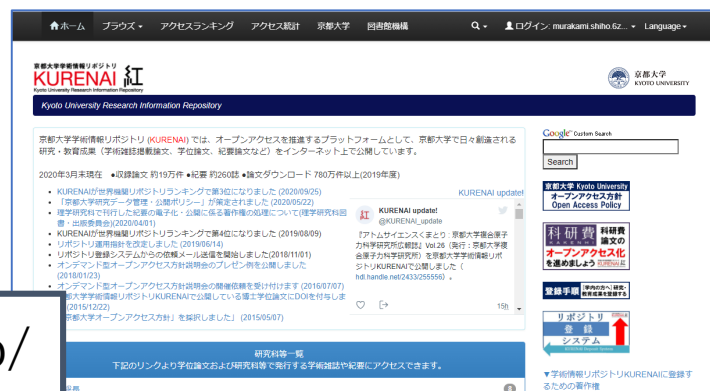 ホーム ブラウズ アクセスランキング アクセス統計 京都大学 図書館機構 ログイン: murakami.shiho.6z... Language
京都大学学術情報リポジトリ
KURENAI 紅
Kyoto University Research Information Repository
京都大学
KYOTO UNIVERSITY
Kyoto University Research Information Repository
京都大学学術情報リポジトリ (KURENAI) では、オープンアクセスを推進するプラットフォームとして、京都大学で日々創造される
研究・教育成果（学術雑誌掲載論文、学位論文、紀要論文など）をインターネット上で公開しています。
2020年3月末現在 ●収録論文 約19万件 ●紀要 約260誌 ●論文ダウンロード 780万件以上(2019年度)
KURENAIが世界機関リポジトリランキングで第3位になりました (2020/09/25)
「京都大学研究データ管理・公開ポリシー」が策定されました (2020/05/22)
理学研究科で刊行した紀要の電子化・公開に係る著作権の処理について(理学研究科図
書・出版委員会)(2020/04/01)
KURENAIが世界機関リポジトリランキングで第4位になりました (2019/08/09)
リポジトリ運用指針を改定しました (2019/06/14)
リポジトリ登録システムからの依頼メール送信を開始しました(2018/11/01)
オンデマンド型オープンアクセス方針説明会のプレゼン例を公開しました
(2018/01/23)
オンデマンド型オープンアクセス方針説明会の開催依頼を受け付けます (2016/07/07)
都大学学術情報リポジトリKURENAIで公開している博士学位論文にDOIを付与しま
(2015/12/22)
京都大学オープンアクセス方針」を採択しました」 (2015/05/07)
KURENAI update!
紅 KURENAI update!
@KURENAI_update
『アトムサイエンスくまとり：京都大学複合原子
力科学研究所広報誌』Vol.26（発行：京都大学複
合原子力科学研究所）を京都大学学術情報リポ
ジトリKURENAIで公開しました（
hdl.handle.net/2433/255556）。
15h
Google Custom Search
Search
京都大学 Kyoto University
オープンアクセス方針
Open Access Policy
科研費 科研費
KAKENHI 論文の
オープンアクセス化
を進めましょう
登録手順 【学内の方へ】研究・
教育成果を登録する
リポジトリ
登録
システム
▼学術情報リポジトリKURENAIに登録す
るための著作権
研究科等一覧
下記のリンクより学位論文および研究科等で発行する学術雑誌や紀要にアクセスできます。
総長
/